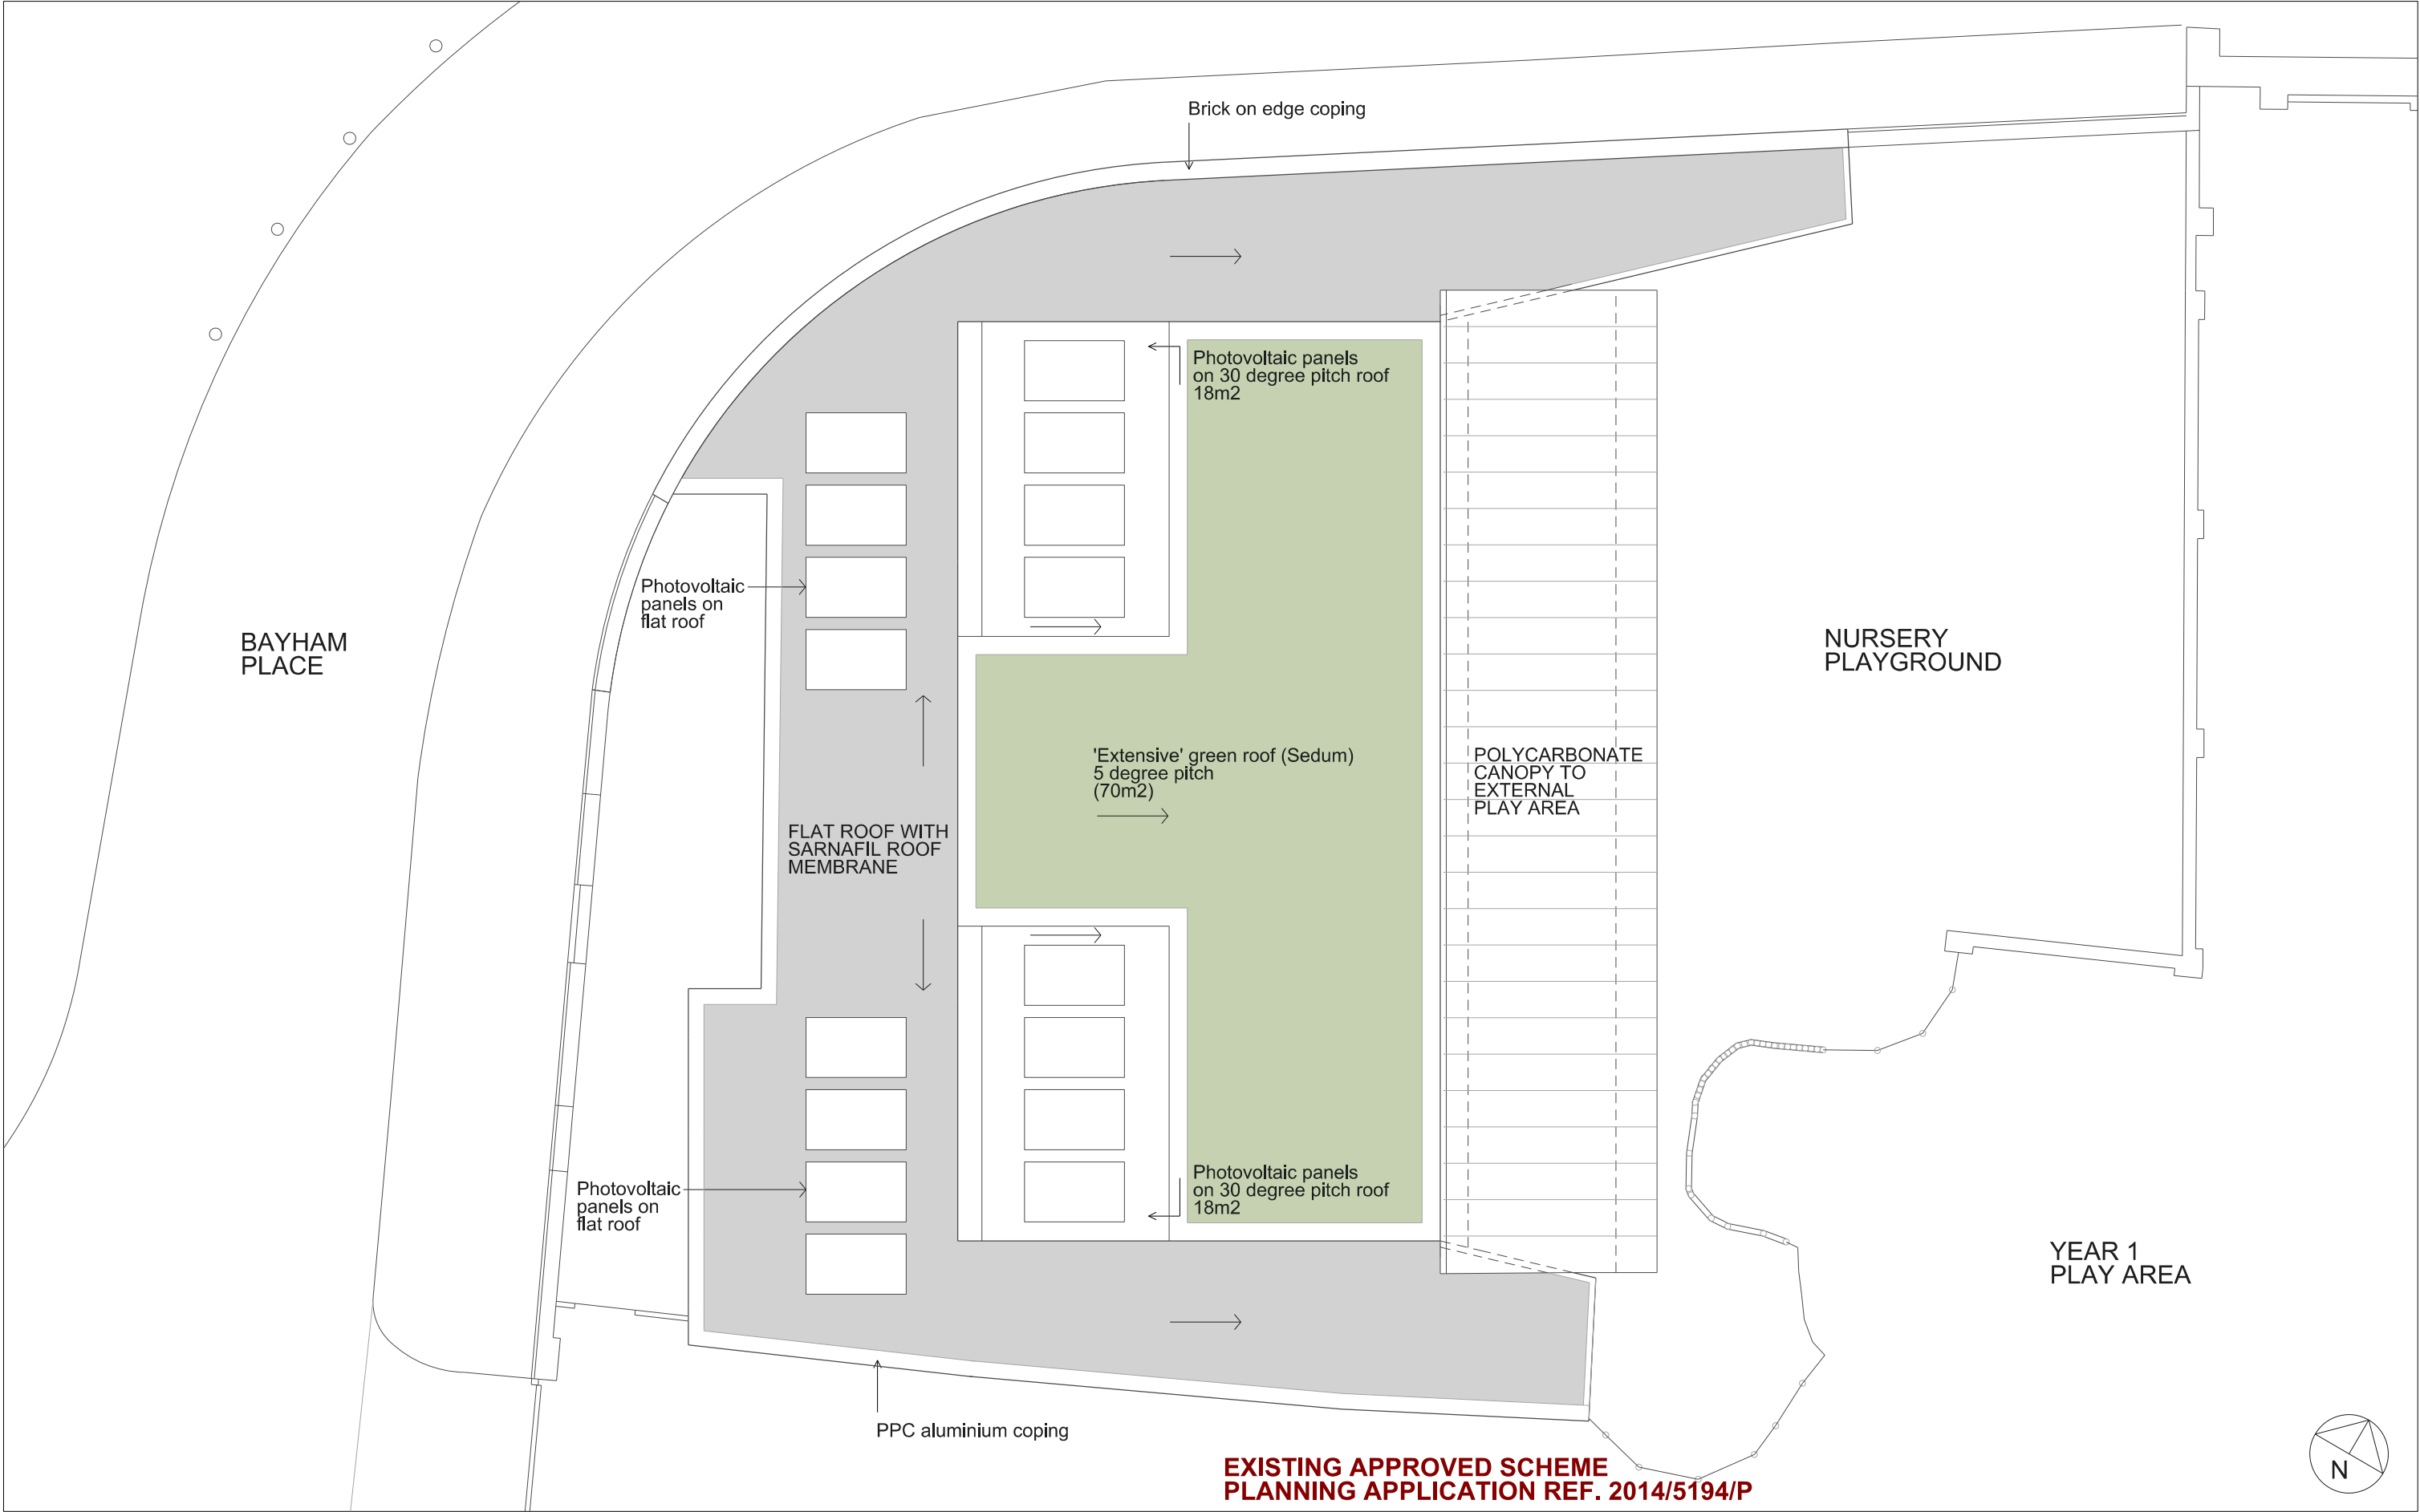 Brick on edge coping
Photovoltaic panels
on 30 degree pitch roof
18m2
Photovoltaic
panels on
flat roof
BAYHAM
PLACE
NURSERY
PLAYGROUND
'Extensive' green roof (Sedum)
5 degree pitch
(70m2)
POLYCARBONATE
CANOPY TO
EXTERNAL
PLAY AREA
FLAT ROOF WITH
SARNAFIL ROOF
MEMBRANE
Photovoltaic
panels on
flat roof
Photovoltaic panels
on 30 degree pitch roof
18m2
YEAR 1
PLAY AREA
PPC aluminium coping
EXISTING APPROVED SCHEME
PLANNING APPLICATION REF. 2014/5194/P
N